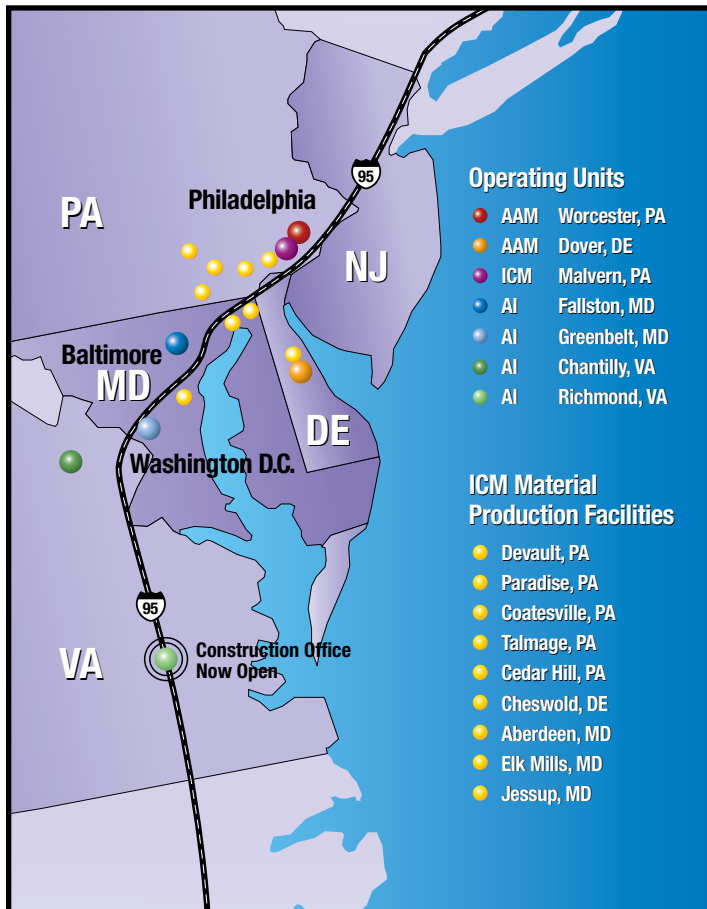 95
Philadelphia
PA
NJ
Baltimore
MD
DE
Washington D.C.
95
VA
Construction Office
Now Open
Operating Units
AAM Worcester, PA
AAM Dover, DE
ICM Malvern, PA
AI Fallston, MD
AI Greenbelt, MD
AI Chantilly, VA
AI Richmond, VA
ICM Material
Production Facilities
Devault, PA
Paradise, PA
Coatesville, PA
Talmage, PA
Cedar Hill, PA
Cheswold, DE
Aberdeen, MD
Elk Mills, MD
Jessup, MD